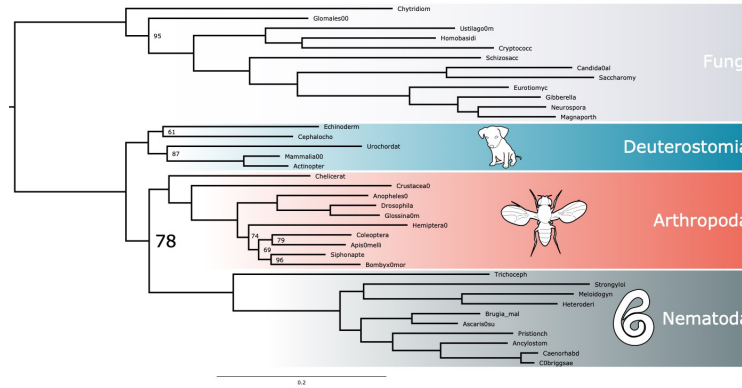 Chytridiom
Glomales00
95
Ustilago0m
Homobasidi
Cryptococc
Schizosacc
Candida0al
Saccharomy
Fung
Eurotiomyc
Gibberella
Neurospora
Magnaporth
Echinoderm
61
Cephalocho
Urochordat
Deuterostomia
87
Mammalia00
Actinopter
Chelicerat
Crustacea0
Anopheles0
Drosophila
Glossina0m
Arthropoda
Hemiptera0
74
Coleoptera
79
78
Apis0melli
69
Siphonapte
96
Bombyx0mor
Trichoceph
Strongyloi
Meloidogyn
Heteroderi
Brugia_mal
Nematoda
Ascaris0su
Pristionch
Ancylostom
Caenorhabd
C0briggsae
0.2